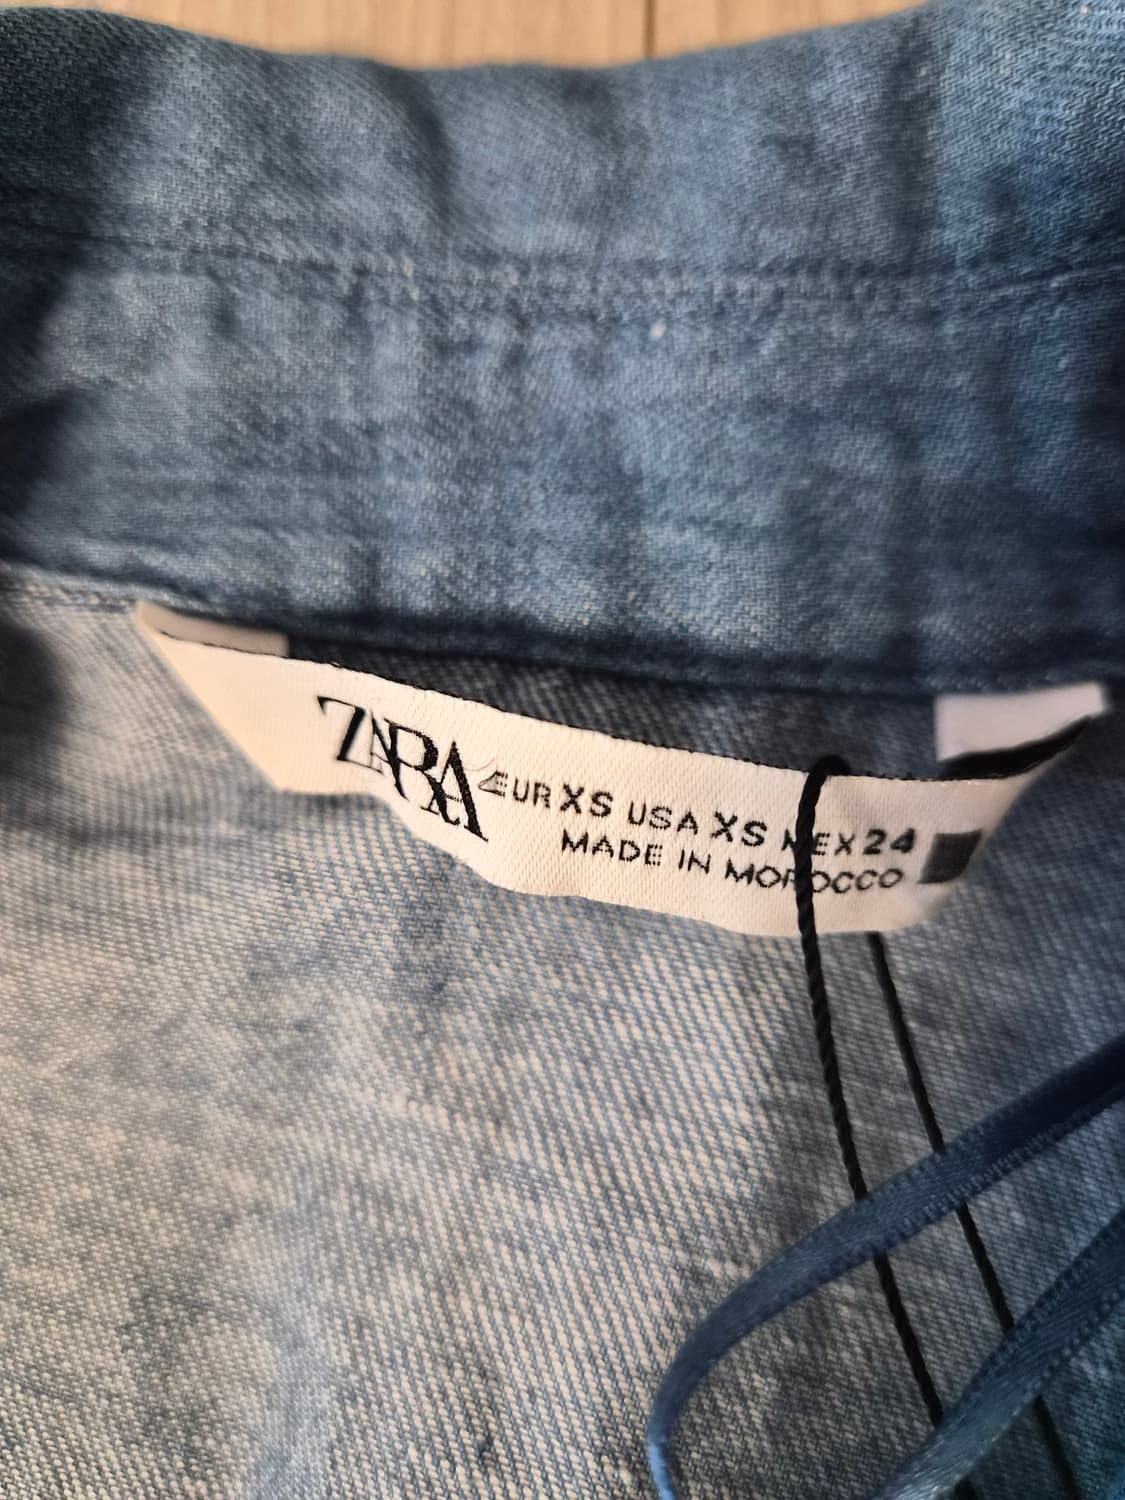 ZARA EUR XS USA XS MEX 24
MADE IN MOROCCO